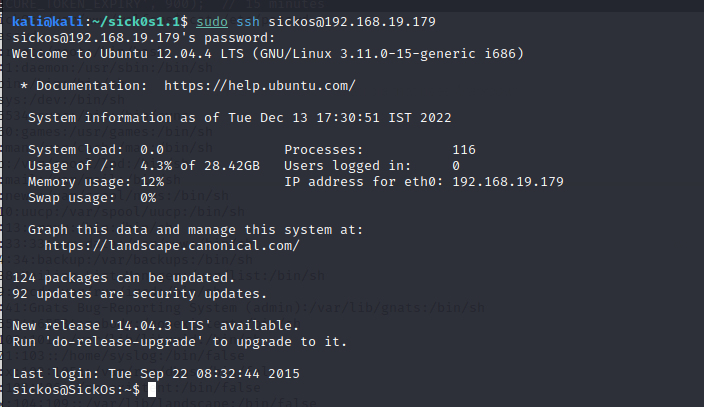 kali@kali:~/sick0s1.1$ sudo ssh sickos@192.168.19.179
sickos@192.168.19.179's password:
Welcome to Ubuntu 12.04.4 LTS (GNU/Linux 3.11.0-15-generic i686)
* Documentation:  https://help.ubuntu.com/
System information as of Tue Dec 13 17:30:51 IST 2022
System load:  0.0               Processes:           116
Usage of /:   4.3% of 28.42GB   Users logged in:     0
Memory usage: 12%               IP address for eth0: 192.168.19.179
Swap usage:   0%
Graph this data and manage this system at:
https://landscape.canonical.com/
124 packages can be updated.
92 updates are security updates.
New release '14.04.3 LTS' available.
Run 'do-release-upgrade' to upgrade to it.
Last login: Tue Sep 22 08:32:44 2015
sickos@SickOs:~$